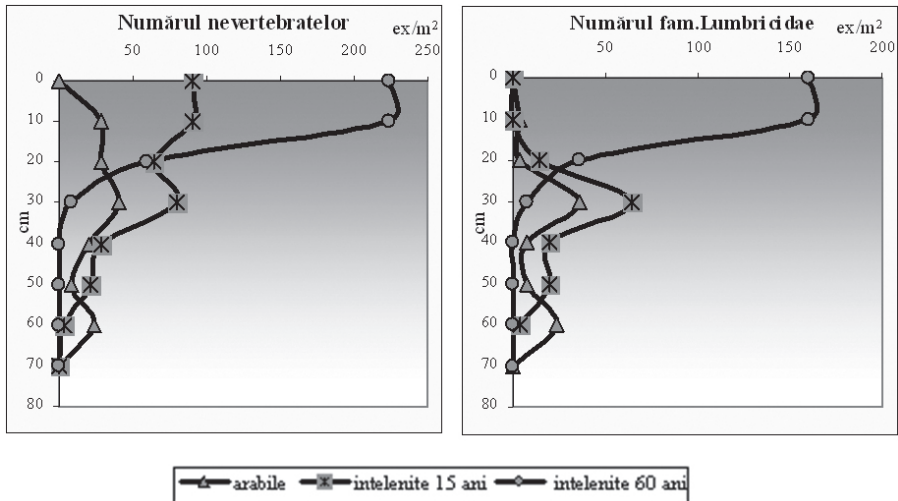 Numărul nevertebratelor ex/m²
50 100 150 200 250
0
10
20
30
40
50
60
70
80
cm
Numărul fam.Lumbricidae ex/m²
50 100 150 200
0
10
20
30
40
50
60
70
80
cm
arabile intelenite 15 ani intelenite 60 ani